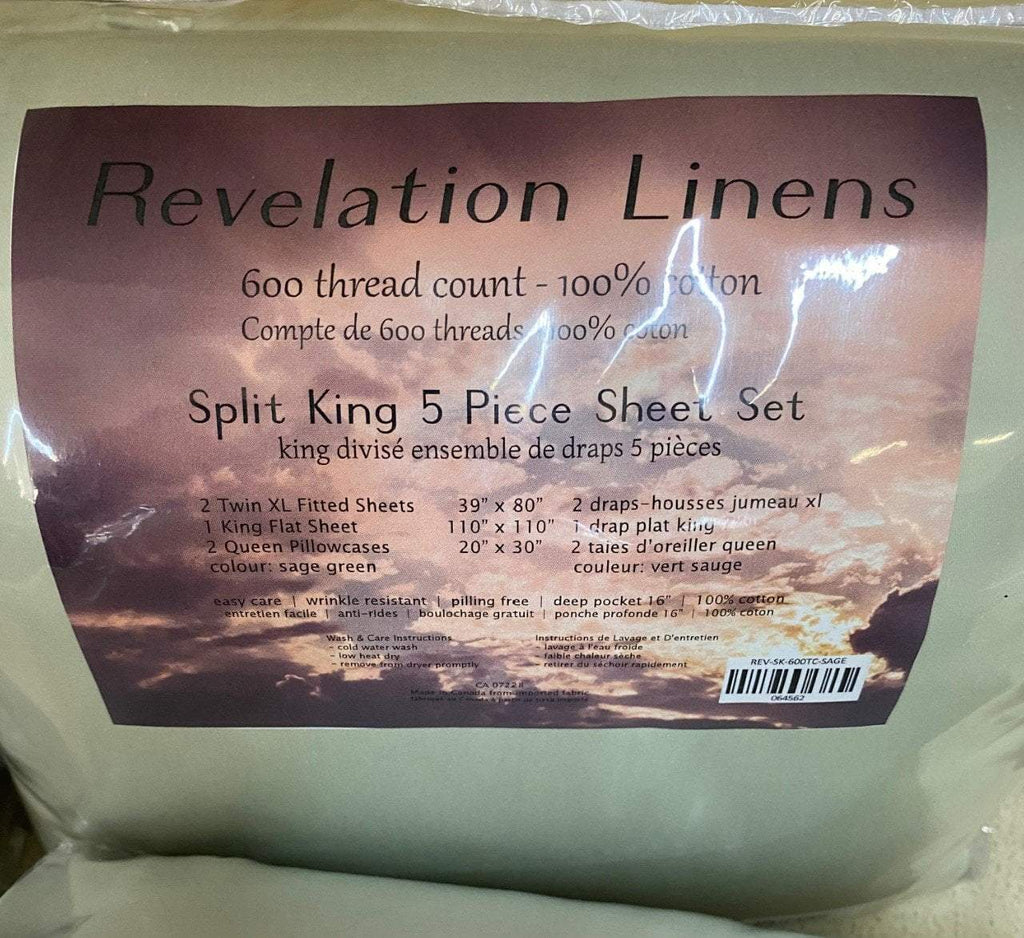 Revelation Linens
600 thread count - 100% cotton
Compte de 600 threads 100% coton
Split King 5 Piece Sheet Set
king divisé ensemble de draps 5 pièces
2 Twin XL Fitted Sheets 39" x 80" 2 draps-housses jumeau xl
1 King Flat Sheet 110" x 110" 1 drap plat king
2 Queen Pillowcases 20" x 30" 2 taies d'oreiller queen
colour: sage green couleur: vert sauge
easy care | wrinkle resistant | pilling free | deep pocket 16" | 100% cotton
entretien facile | anti-rides | boulochage gratuit | ponche profonde 16" | 100% coton
Wash & Care Instructions Instructions de Lavage et D'entretien
- cold water wash - lavage à l'eau froide
- low heat dry - faible chaleur sèche
- remove from dryer promptly - retirer du séchoir rapidement
REV-SK-600TC-SAGE
064562
CA 07228
Made in Canada from imported fabric